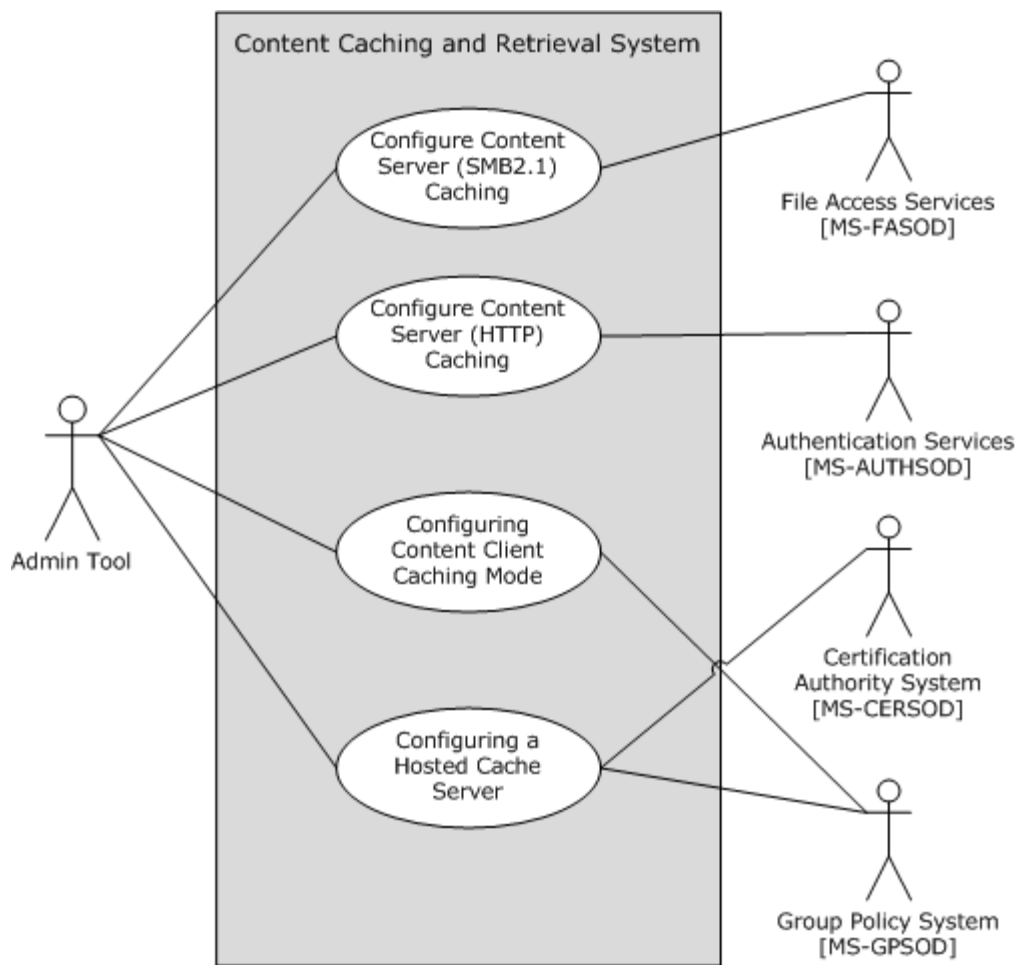 Content Caching and Retrieval System
Configure Content
Server (SMB2.1)
Caching
File Access Services
[MS-FASOD]
Configure Content
Server (HTTP)
Caching
Authentication Services
[MS-AUTHSOD]
Admin Tool
Configuring
Content Client
Caching Mode
Certification
Authority System
[MS-CERSOD]
Configuring a
Hosted Cache
Server
Group Policy System
[MS-GPSOD]